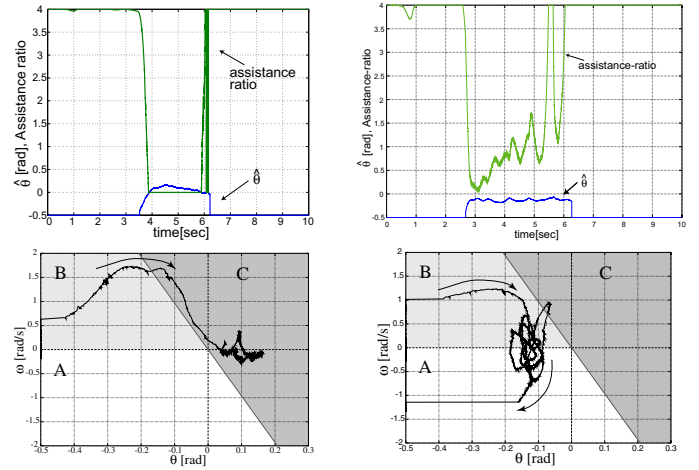 4
3.5
3
2.5
2
1.5
1
0.5
0
-0.5
0 1 2 3 4 5 6 7 8 9 10
time[sec]
θ̂ [rad], Assistance ratio
assistance
ratio
θ̂
4
3.5
3
2.5
2
1.5
1
0.5
0
-0.5
0 1 2 3 4 5 6 7 8 9 10
time[sec]
θ̂ [rad], Assistance-ratio
assistance-ratio
θ̂
2
1.5
1
0.5
0
-0.5
-1
-1.5
-2
-0.5 -0.4 -0.3 -0.2 -0.1 0 0.1 0.2 0.3
θ [rad]
ω [rad/s]
B
C
A
2
1.5
1
0.5
0
-0.5
-1
-1.5
-2
-0.5 -0.4 -0.3 -0.2 -0.1 0 0.1 0.2 0.3
θ [rad]
ω [rad/s]
B
C
A